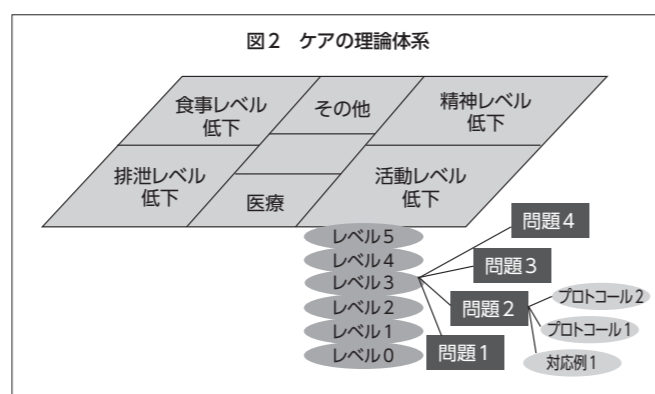 図2　ケアの理論体系
食事レベル
低下
その他
精神レベル
低下
排泄レベル
低下
医療
活動レベル
低下
レベル5
レベル4
レベル3
レベル2
レベル1
レベル0
問題4
問題3
問題2
問題1
プロトコール2
プロトコール1
対応例1